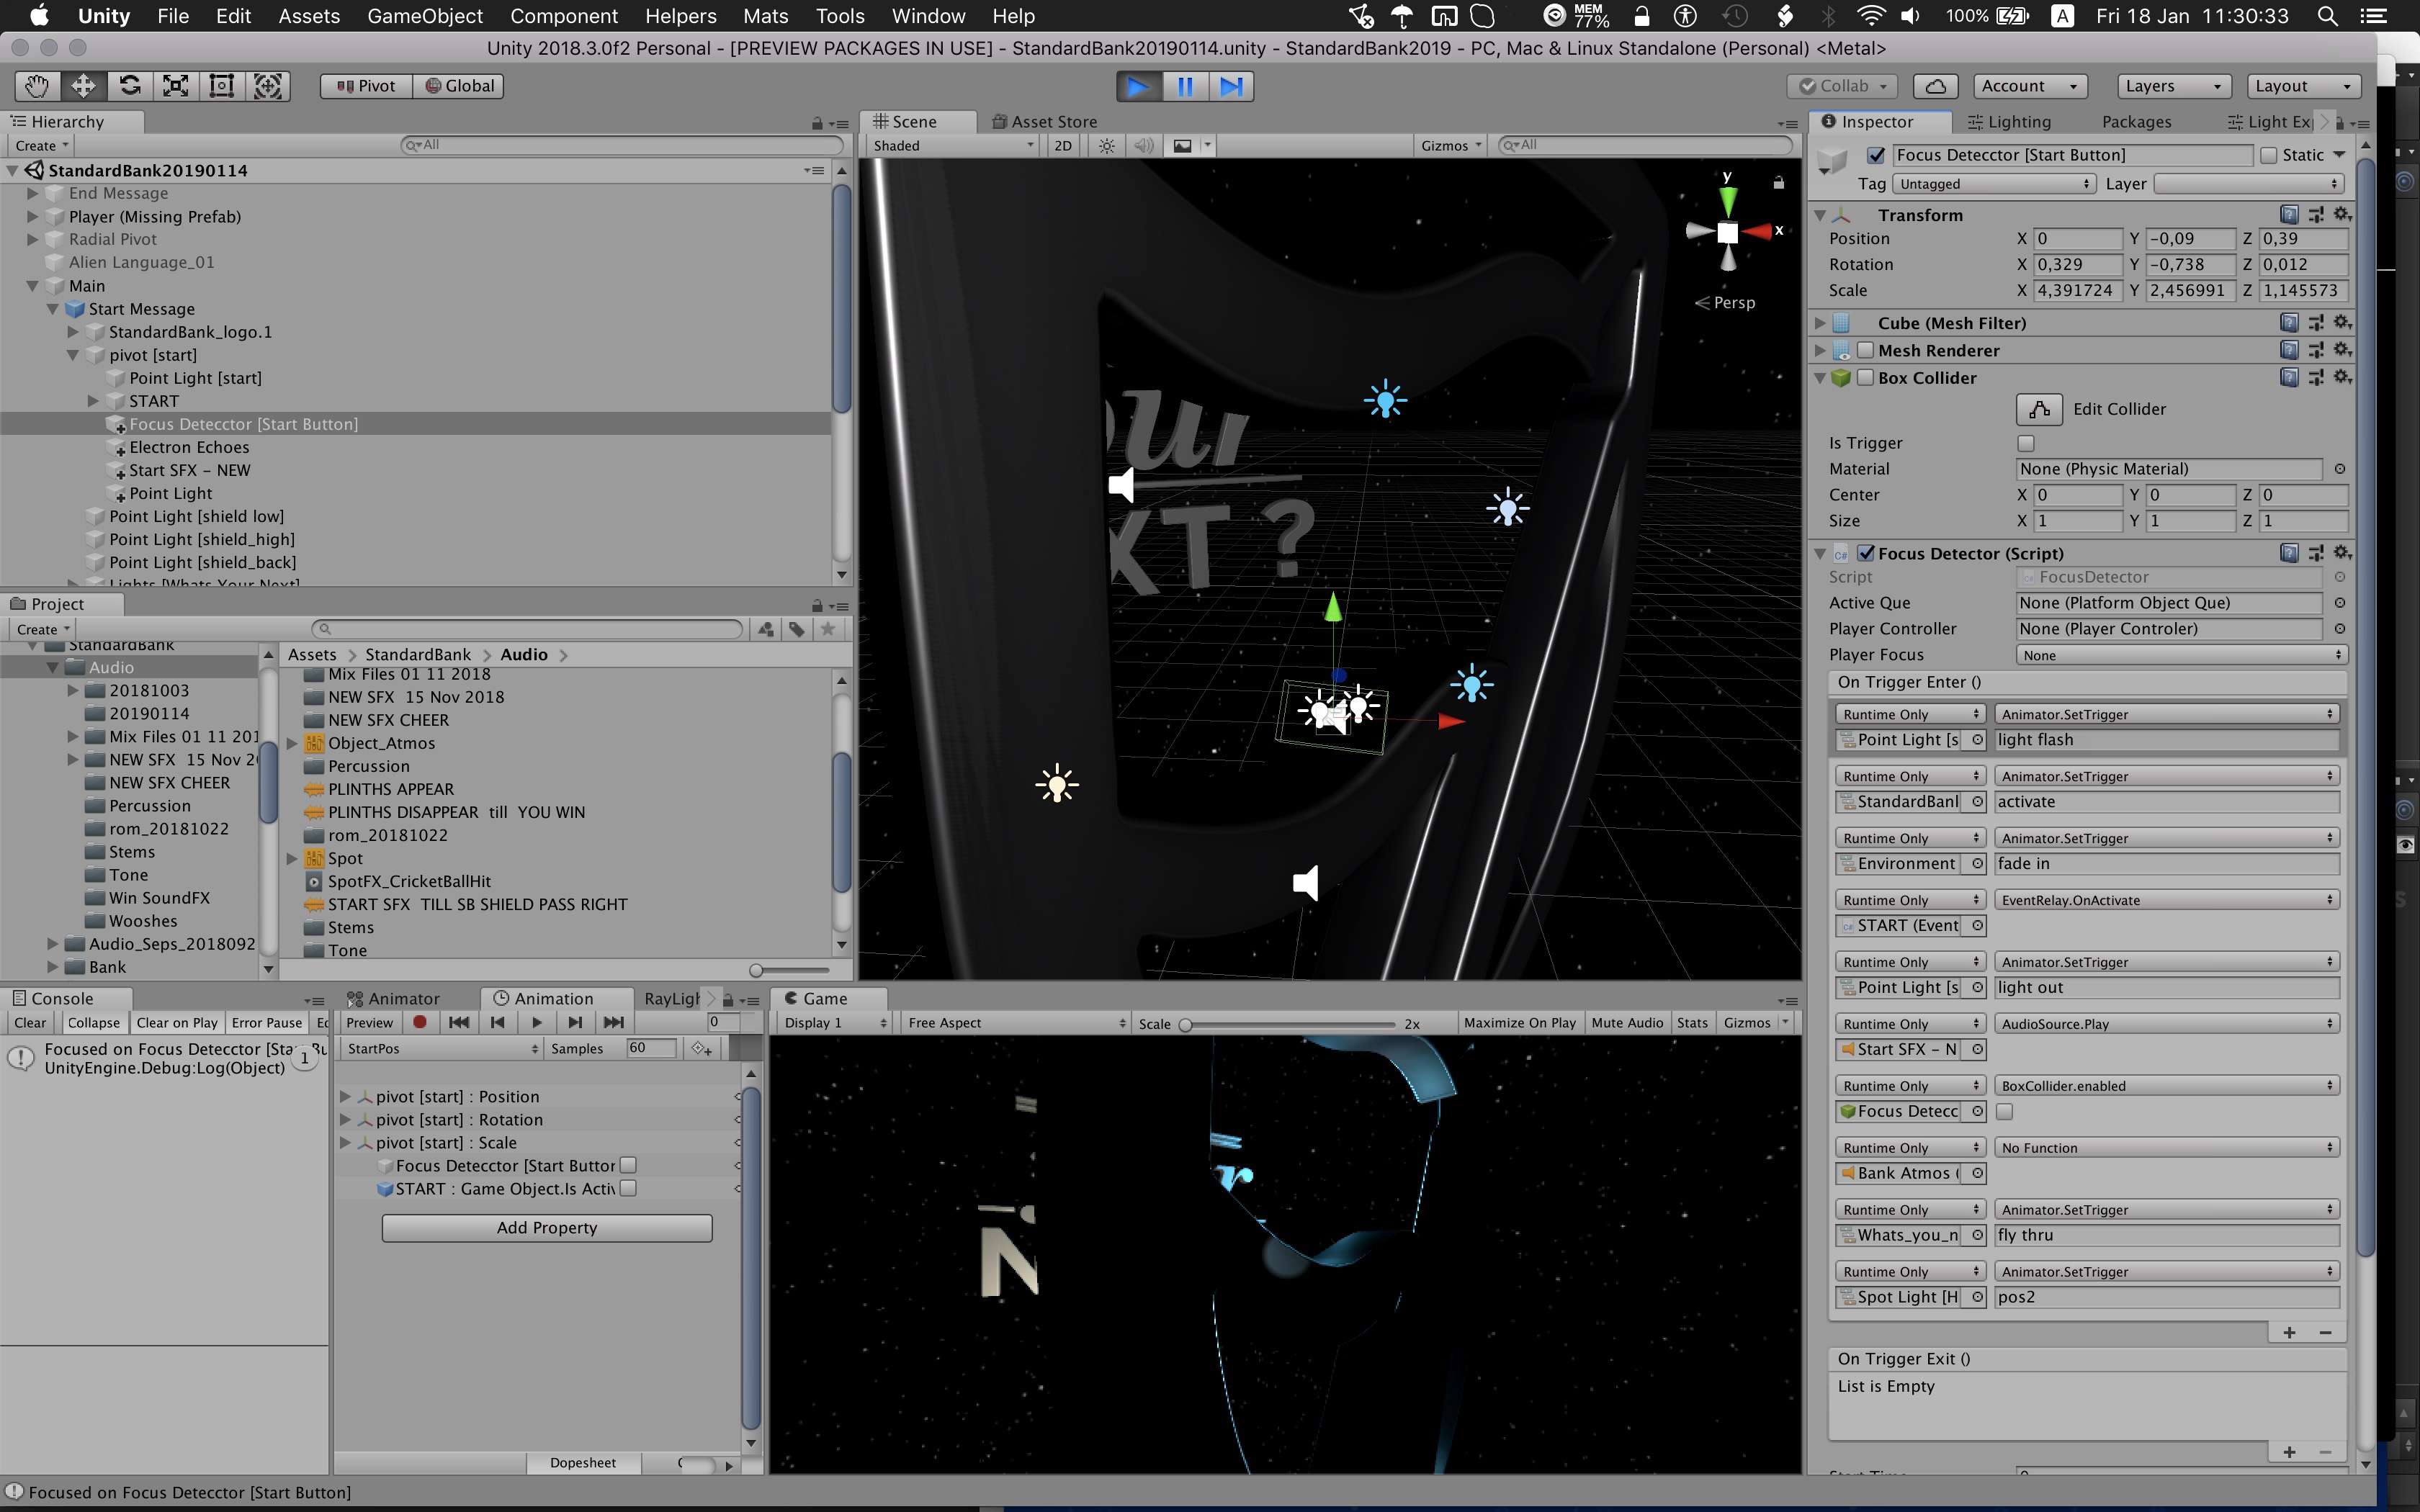 Unity File Edit Assets GameObject Component Helpers Mats Tools Window Help MEM 77% 100% A Fri 18 Jan 11:30:33
Unity 2018.3.0f2 Personal - [PREVIEW PACKAGES IN USE] - StandardBank20190114.unity - StandardBank2019 - PC, Mac & Linux Standalone (Personal) <Metal>
Pivot Global Collab Account Layers Layout
Hierarchy
Create All
StandardBank20190114
End Message
Player (Missing Prefab)
Radial Pivot
Alien Language_01
Main
Start Message
StandardBank_logo.1
pivot [start]
Point Light [start]
START
Focus Detecctor [Start Button]
Electron Echoes
Start SFX - NEW
Point Light
Point Light [shield low]
Point Light [shield_high]
Point Light [shield_back]
Lights [Whats Your Next]
Project
Create
StandardBank
Audio
20181003
20190114
Mix Files 01 11 201
NEW SFX 15 Nov 2
NEW SFX CHEER
Percussion
rom_20181022
Stems
Tone
Win SoundFX
Wooshes
Audio_Seps_2018092
Bank
Assets > StandardBank > Audio >
Mix Files 01 11 2018
NEW SFX 15 Nov 2018
NEW SFX CHEER
Object_Atmos
Percussion
PLINTHS APPEAR
PLINTHS DISAPPEAR till YOU WIN
rom_20181022
Spot
SpotFX_CricketBallHit
START SFX TILL SB SHIELD PASS RIGHT
Stems
Tone
Scene Asset Store
Shaded 2D Gizmos All
y
x
Persp
our
XT ?
Console
Clear Collapse Clear on Play Error Pause
Focused on Focus Detecctor [Start Bu
UnityEngine.Debug:Log(Object) 1
Animator Animation RayLigh
Preview 0
StartPos Samples 60
pivot [start] : Position
pivot [start] : Rotation
pivot [start] : Scale
Focus Detecctor [Start Buttor
START : Game Object.Is Activ
Add Property
Dopesheet
Game
Display 1 Free Aspect Scale 2x Maximize On Play Mute Audio Stats Gizmos
N
Inspector Lighting Packages Light Ex
Focus Detecctor [Start Button] Static
Tag Untagged Layer
Transform
Position X 0 Y -0,09 Z 0,39
Rotation X 0,329 Y -0,738 Z 0,012
Scale X 4,391724 Y 2,456991 Z 1,145573
Cube (Mesh Filter)
Mesh Renderer
Box Collider
Edit Collider
Is Trigger
Material None (Physic Material)
Center X 0 Y 0 Z 0
Size X 1 Y 1 Z 1
Focus Detector (Script)
Script FocusDetector
Active Que None (Platform Object Que)
Player Controller None (Player Controler)
Player Focus None
On Trigger Enter ()
Runtime Only Animator.SetTrigger
Point Light [s light flash
Runtime Only Animator.SetTrigger
StandardBanl activate
Runtime Only Animator.SetTrigger
Environment fade in
Runtime Only EventRelay.OnActivate
START (Event
Runtime Only Animator.SetTrigger
Point Light [s light out
Runtime Only AudioSource.Play
Start SFX - N
Runtime Only BoxCollider.enabled
Focus Detecc
Runtime Only No Function
Bank Atmos (
Runtime Only Animator.SetTrigger
Whats_you_n fly thru
Runtime Only Animator.SetTrigger
Spot Light [H pos2
+ -
On Trigger Exit ()
List is Empty
+ -
Focused on Focus Detecctor [Start Button]